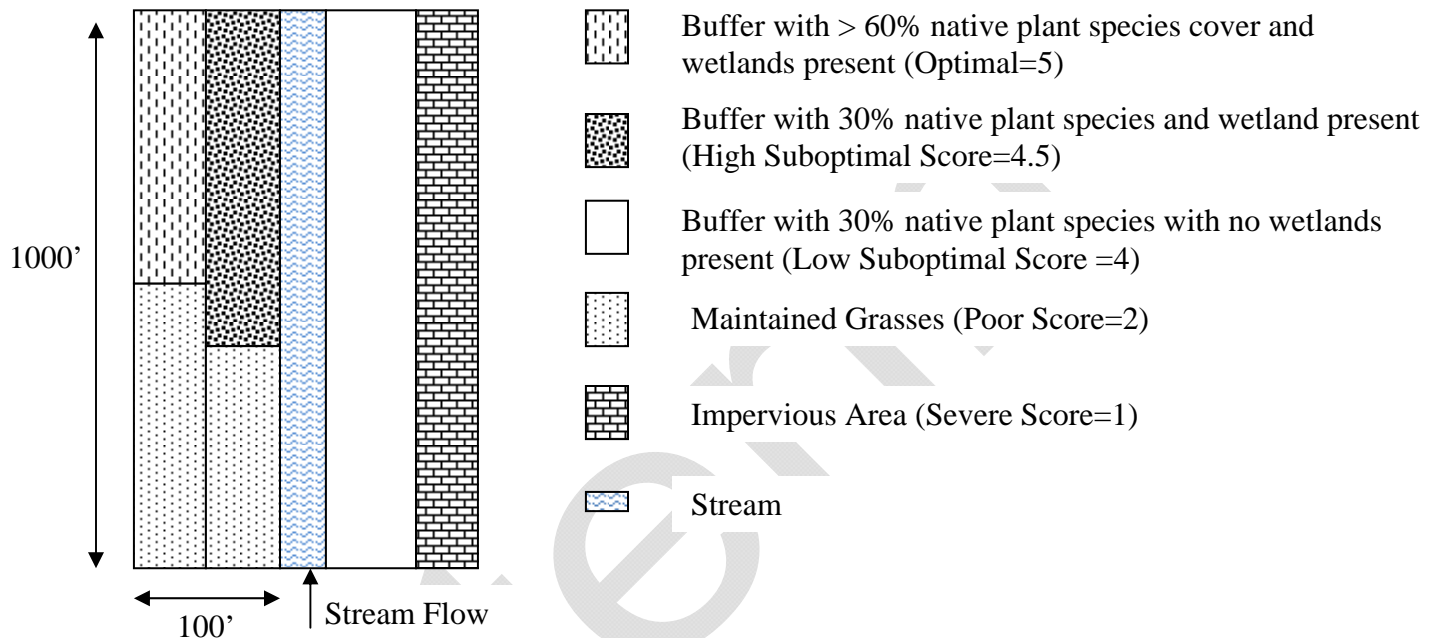 Buffer with > 60% native plant species cover and
wetlands present (Optimal=5)
Buffer with 30% native plant species and wetland present
(High Suboptimal Score=4.5)
Buffer with 30% native plant species with no wetlands
present (Low Suboptimal Score =4)
Maintained Grasses (Poor Score=2)
Impervious Area (Severe Score=1)
Stream
1000’
100’
Stream Flow